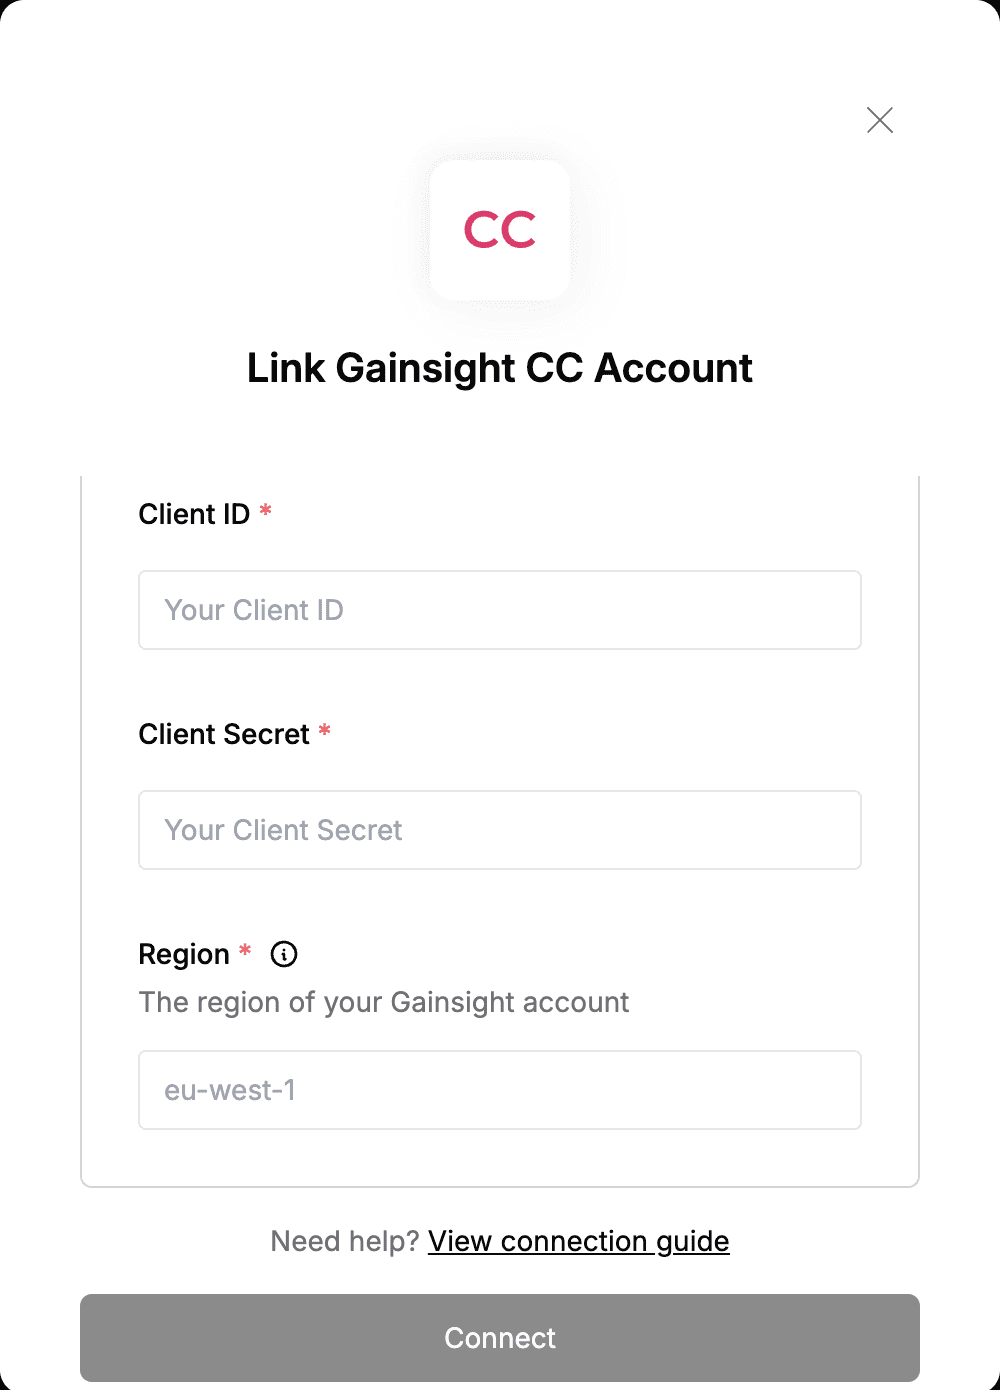 CC
Link Gainsight CC Account
Client ID *
Your Client ID
Client Secret *
Your Client Secret
Region *
The region of your Gainsight account
eu-west-1
Need help? View connection guide
Connect